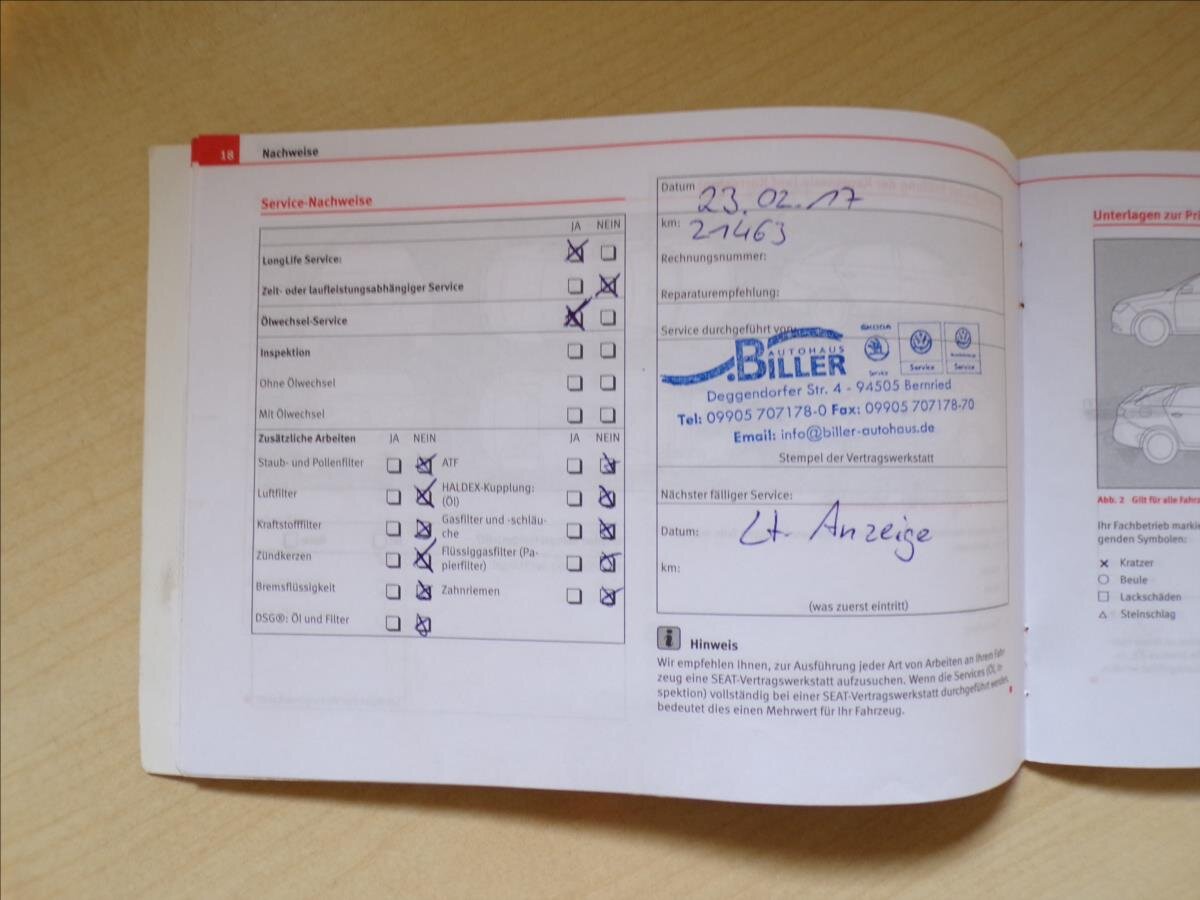 18 Nachweise
Service-Nachweise
JA NEIN
LongLife Service:
Zeit- oder laufleistungsabhängiger Service
Ölwechsel-Service
Inspektion
Ohne Ölwechsel
Mit Ölwechsel
Zusätzliche Arbeiten JA NEIN JA NEIN
Staub- und Pollenfilter ATF
Luftfilter HALDEX-Kupplung:
(Öl)
Kraftstofffilter Gasfilter und -schläu-
che
Zündkerzen Flüssiggasfilter (Pa-
pierfilter)
Bremsflüssigkeit Zahnriemen
DSG®: Öl und Filter
Datum 23.02.17
km: 21463
Rechnungsnummer:
Reparaturempfehlung:
Service durchgeführt von:
AUTOHAUS
BILLER
ŠKODA
Service
Service
Service
Deggendorfer Str. 4 - 94505 Bernried
Tel: 09905 707178-0 Fax: 09905 707178-70
Email: info@biller-autohaus.de
Stempel der Vertragswerkstatt
Nächster fälliger Service:
Datum: Lt. Anzeige
km:
(was zuerst eintritt)
Hinweis
Wir empfehlen Ihnen, zur Ausführung jeder Art von Arbeiten an Ihrem Fahr-
zeug eine SEAT-Vertragswerkstatt aufzusuchen. Wenn die Services (Öl, In-
spektion) vollständig bei einer SEAT-Vertragswerkstatt durchgeführt werden,
bedeutet dies einen Mehrwert für Ihr Fahrzeug.
Unterlagen zur
Abb. 2 Gilt für alle
Ihr Fachbetrieb
genden Symbolen:
Kratzer
Beule
Lackschäden
Steinschlag